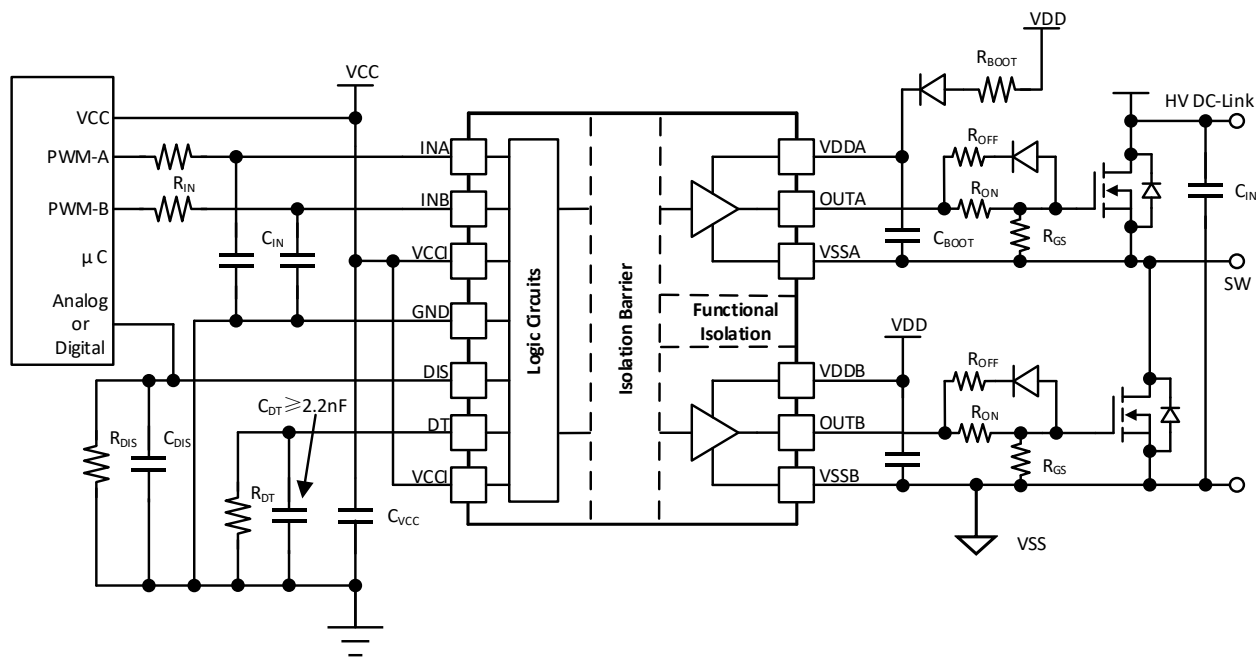 VDD
R_BOOT
VCC
HV DC-Link
VCC
PWM-A
R_IN
PWM-B
μC
Analog
or
Digital
C_IN
INA
INB
VCCI
GND
DIS
DT
VCCI
Logic Circuits
Isolation Barrier
Functional
Isolation
VDDA
OUTA
VSSA
VDDB
OUTB
VSSB
R_OFF
R_ON
R_GS
C_BOOT
C_IN
SW
VDD
R_OFF
R_ON
R_GS
VSS
C_DT≥2.2nF
R_DIS
C_DIS
R_DT
C_VCC